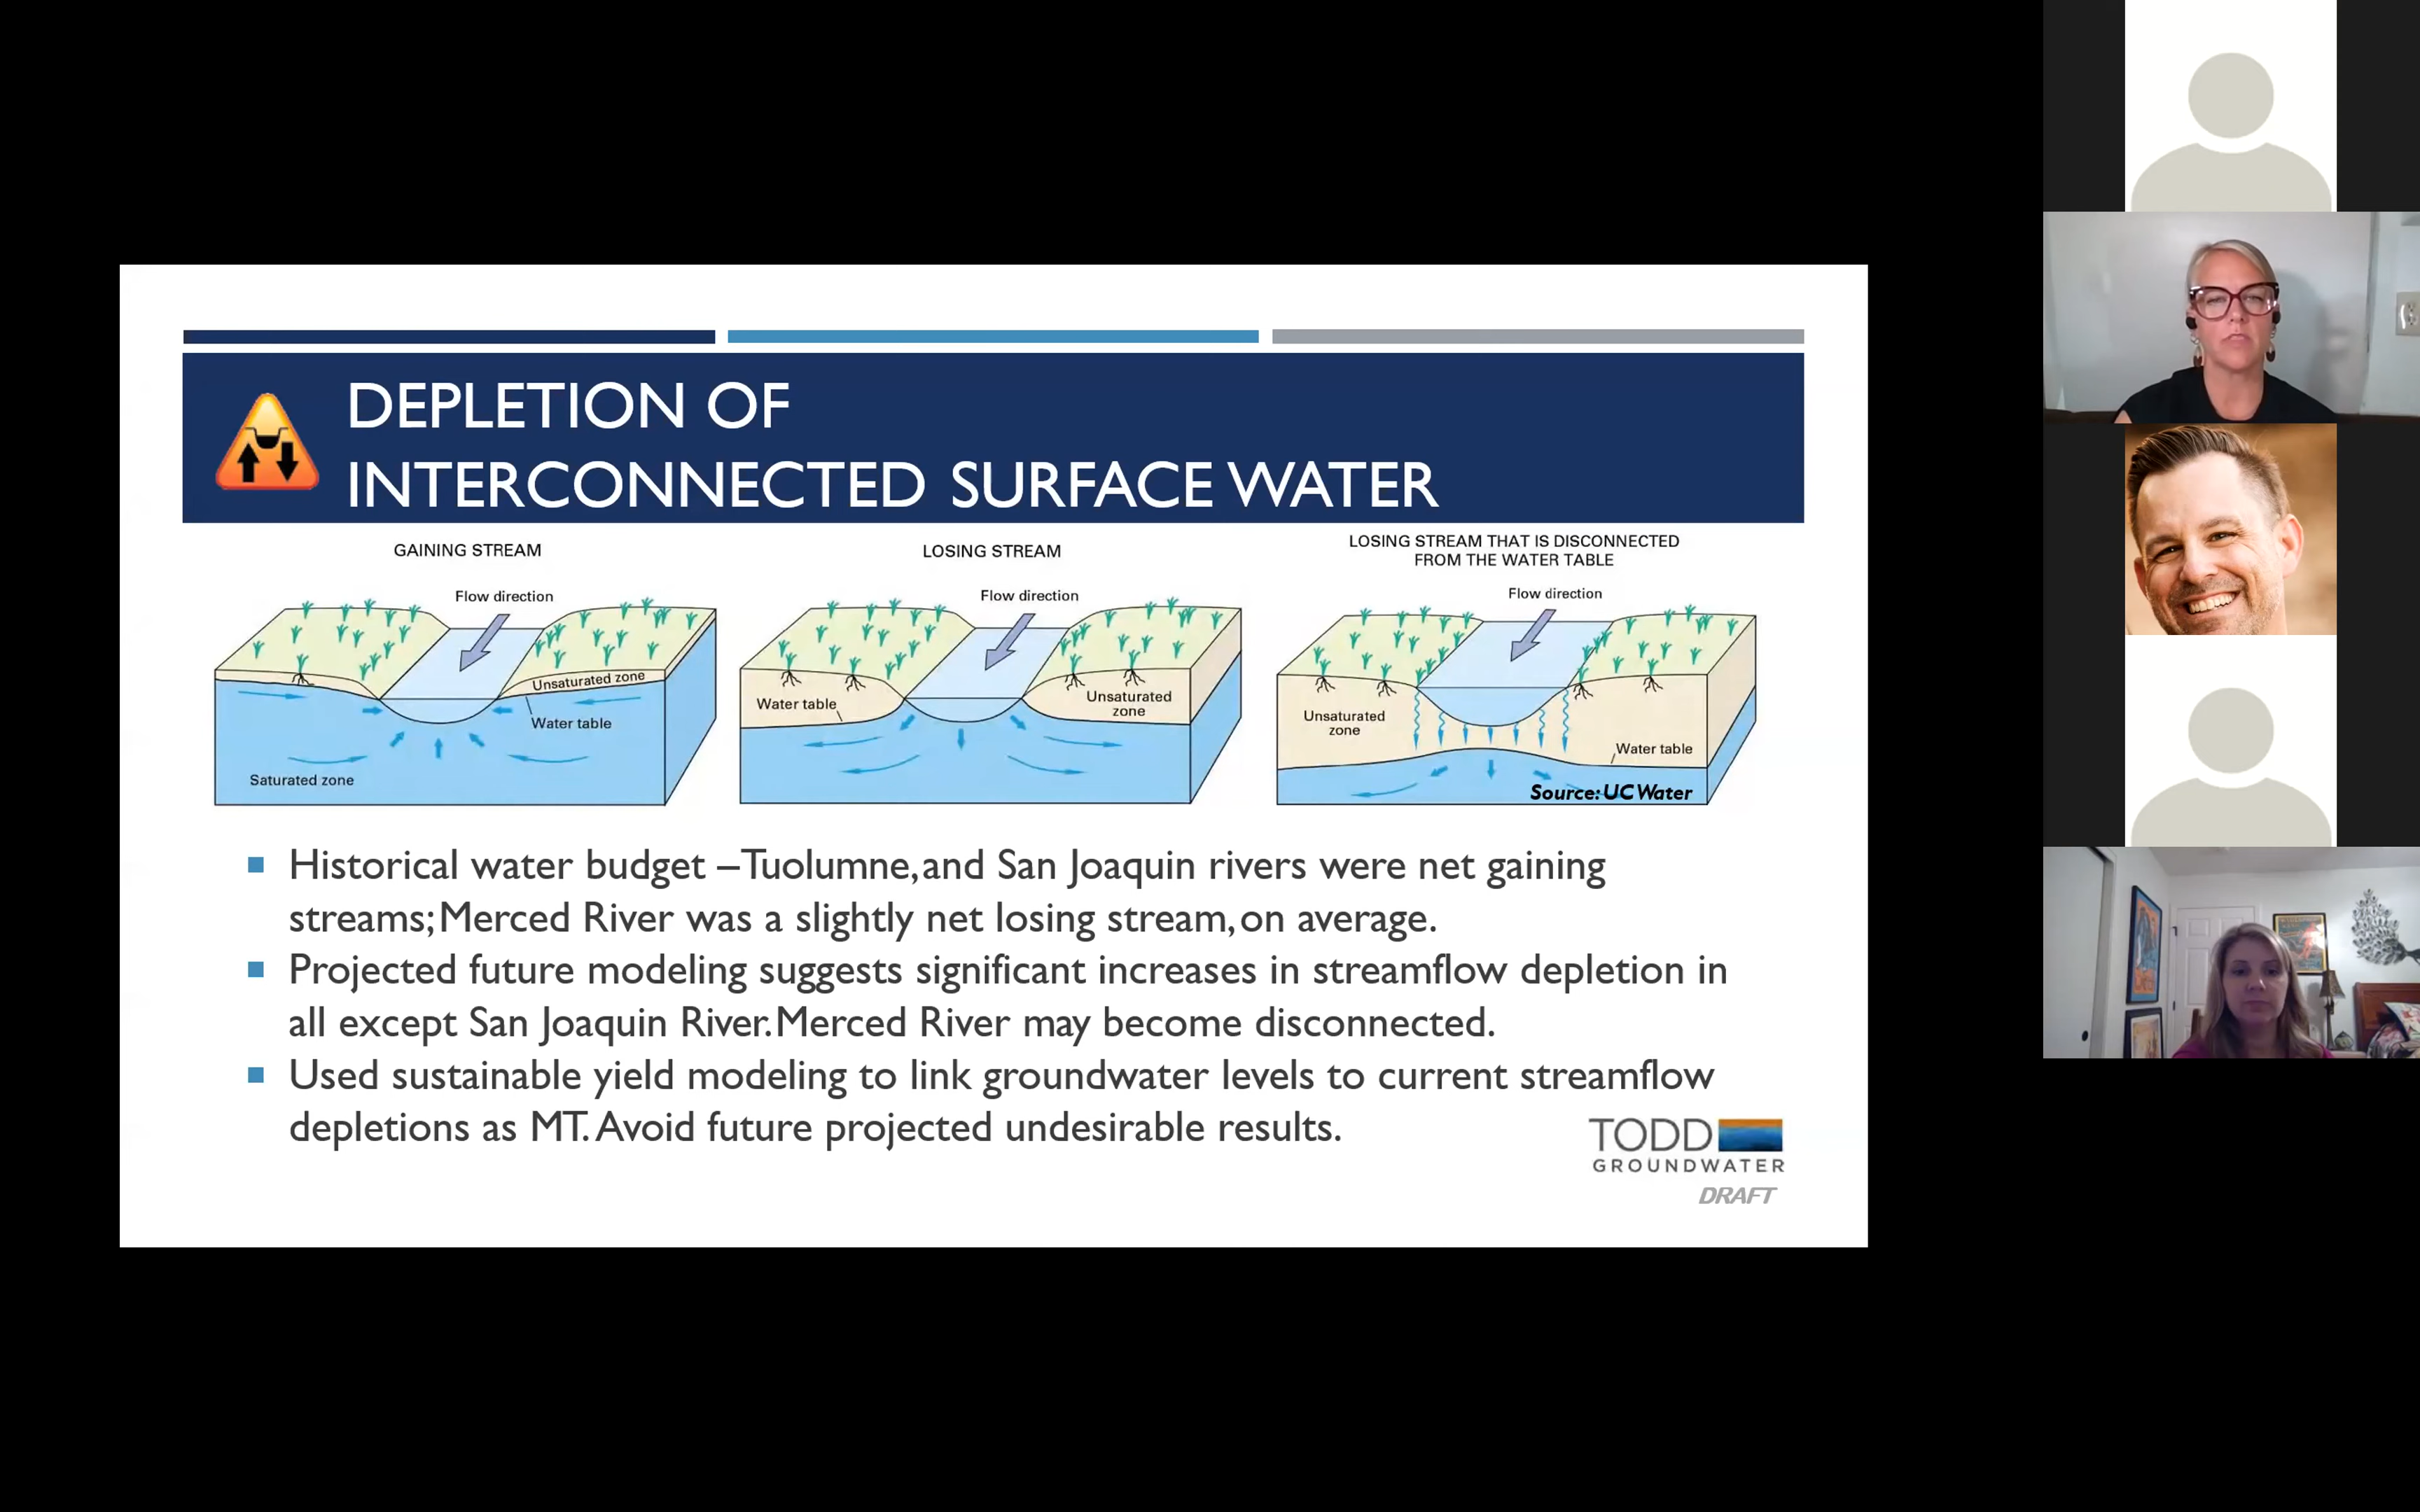 DEPLETION OF
INTERCONNECTED SURFACE WATER
GAINING STREAM
Flow direction
Unsaturated zone
Water table
Saturated zone
LOSING STREAM
Flow direction
Water table
Unsaturated
zone
LOSING STREAM THAT IS DISCONNECTED
FROM THE WATER TABLE
Flow direction
Unsaturated
zone
Water table
Source: UC Water
Historical water budget –Tuolumne, and San Joaquin rivers were net gaining
streams; Merced River was a slightly net losing stream, on average.
Projected future modeling suggests significant increases in streamflow depletion in
all except San Joaquin River. Merced River may become disconnected.
Used sustainable yield modeling to link groundwater levels to current streamflow
depletions as MT. Avoid future projected undesirable results.
TODD
GROUNDWATER
DRAFT